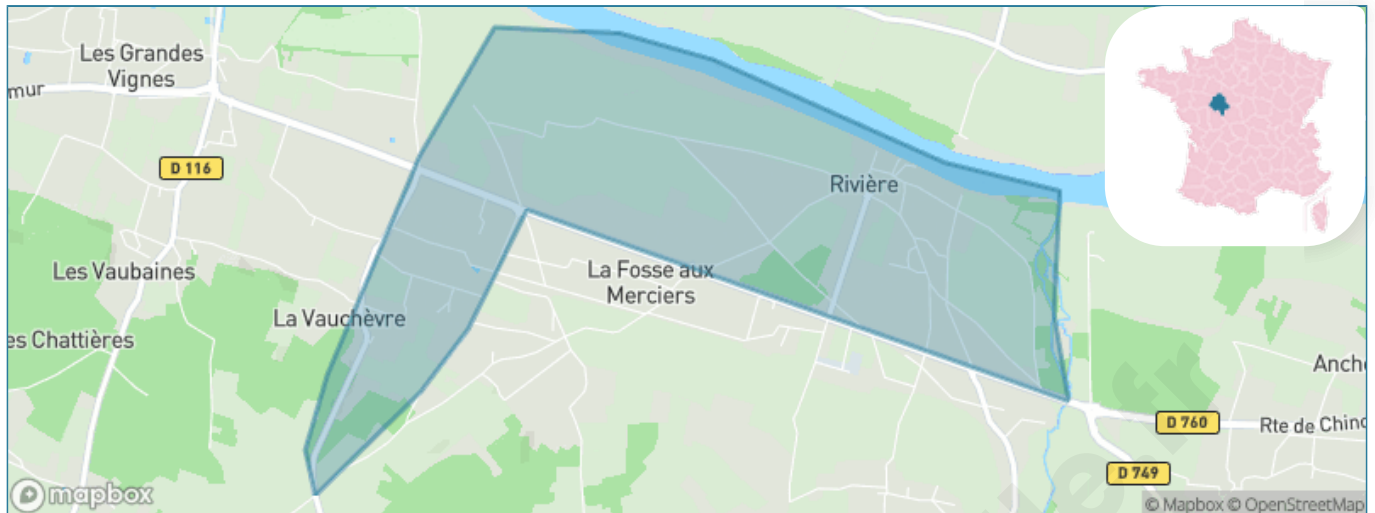 Les Grandes
Vignes
mur
D 116
Rivière
Les Vaubaines
La Fosse aux
Merciers
La Vauchèvre
es Chattières
Anch
D 760
Rte de Chinc
D 749
mapbox
© Mapbox © OpenStreetMap